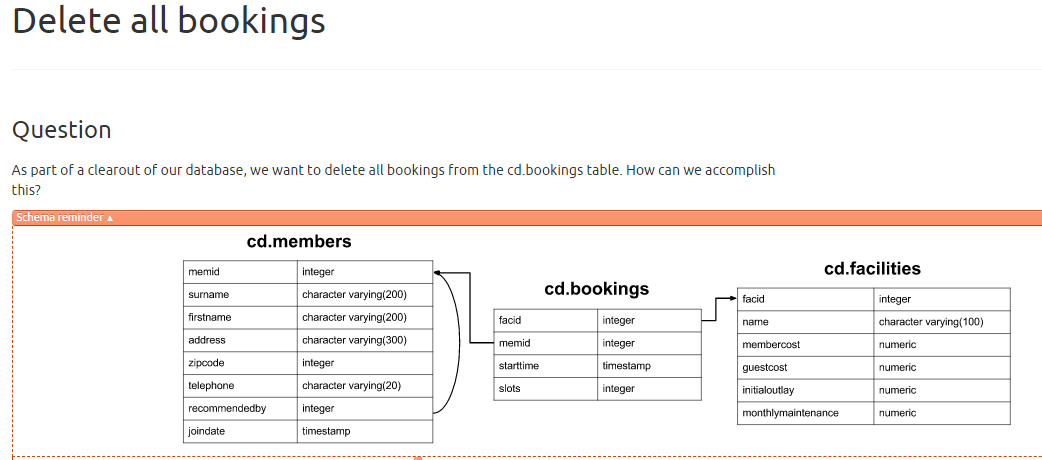 Delete all bookings
Question
As part of a clearout of our database, we want to delete all bookings from the cd.bookings table. How can we accomplish
this?
Schema reminder ▲
cd.members
memid integer
surname character varying(200)
firstname character varying(200)
address character varying(300)
zipcode integer
telephone character varying(20)
recommendedby integer
joindate timestamp
cd.bookings
facid integer
memid integer
starttime timestamp
slots integer
cd.facilities
facid integer
name character varying(100)
membercost numeric
guestcost numeric
initialoutlay numeric
monthlymaintenance numeric